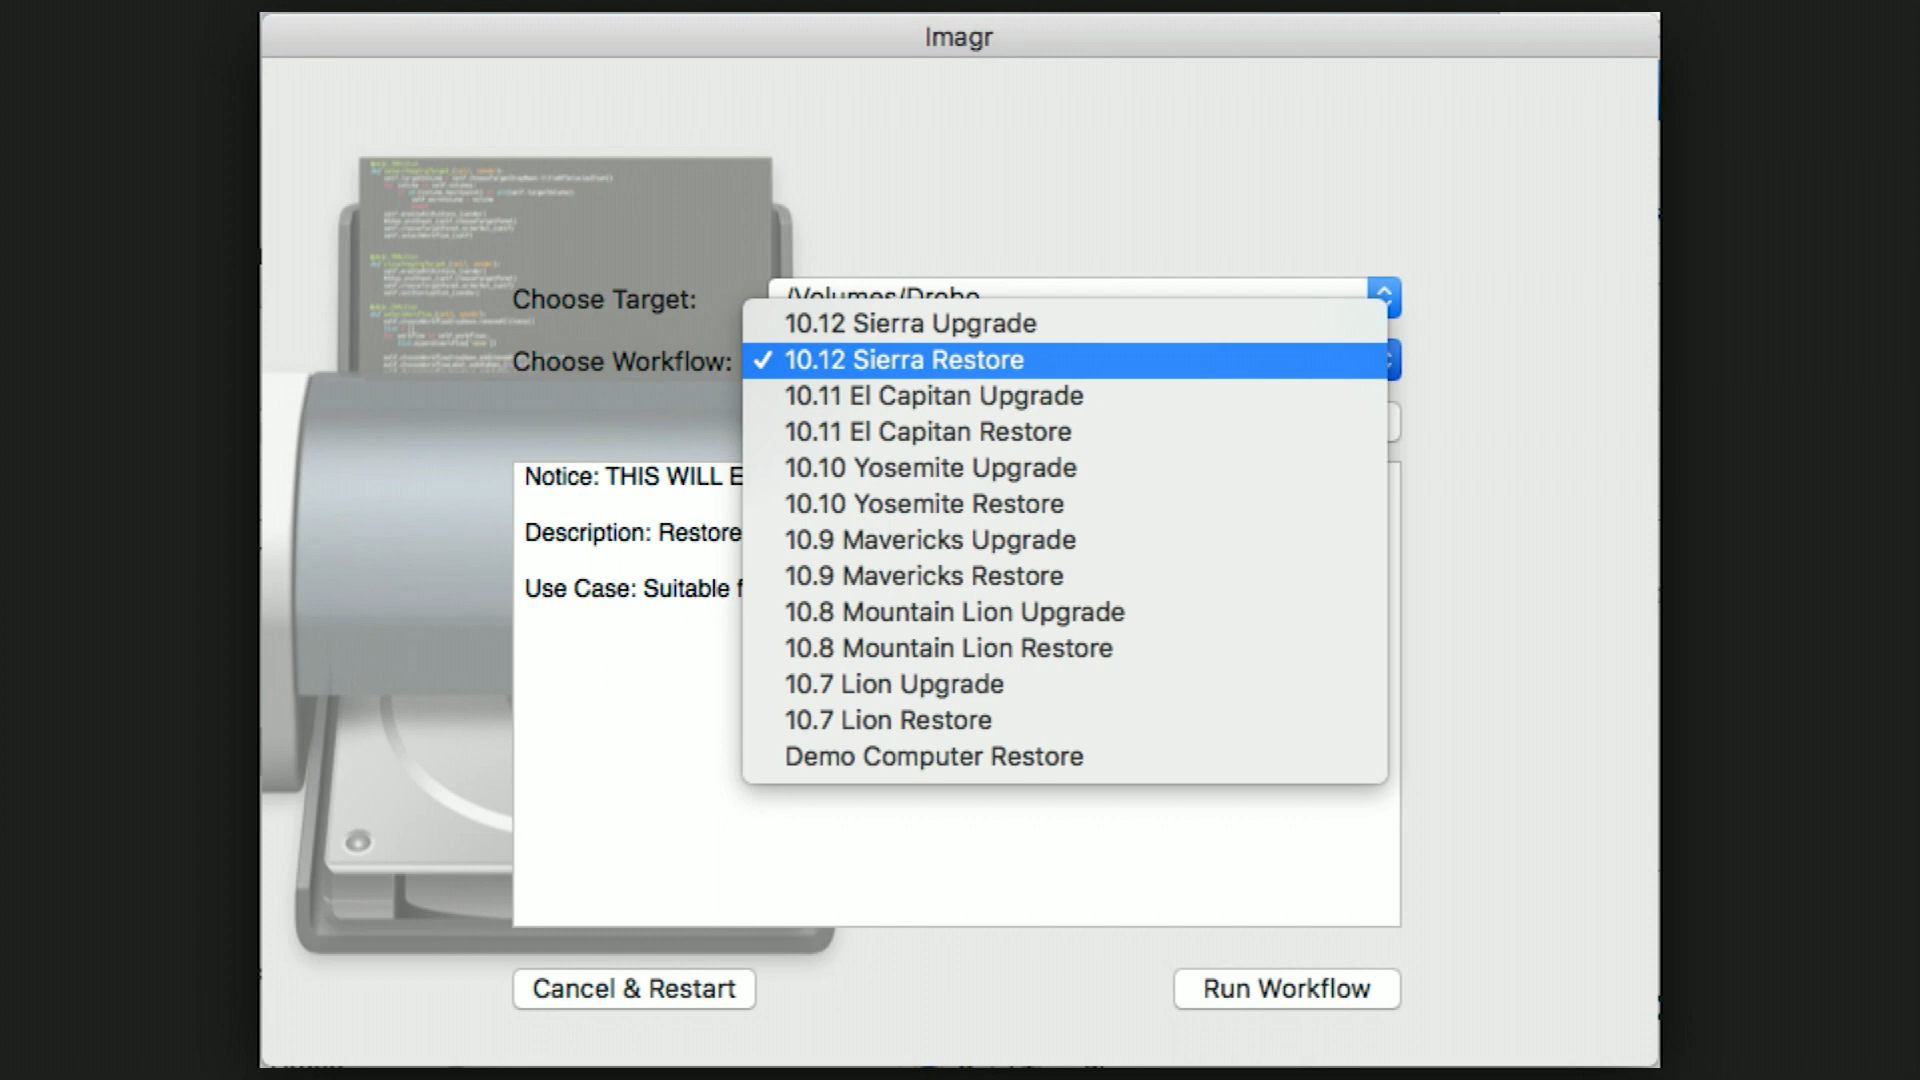 Imagr
Choose Target:
/Volumes/Drobo
Choose Workflow:
10.12 Sierra Upgrade
✓ 10.12 Sierra Restore
10.11 El Capitan Upgrade
10.11 El Capitan Restore
10.10 Yosemite Upgrade
10.10 Yosemite Restore
10.9 Mavericks Upgrade
10.9 Mavericks Restore
10.8 Mountain Lion Upgrade
10.8 Mountain Lion Restore
10.7 Lion Upgrade
10.7 Lion Restore
Demo Computer Restore
Notice: THIS WILL E
Description: Restore
Use Case: Suitable f
Cancel & Restart
Run Workflow